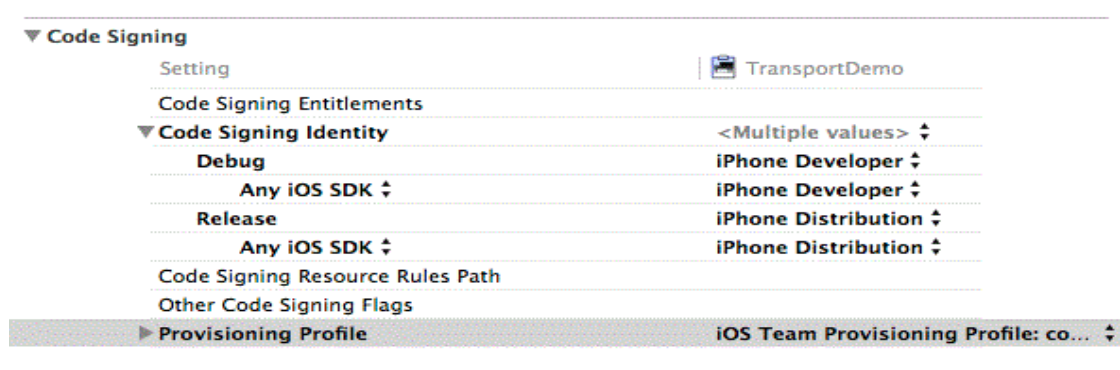 Code Signing
Setting TransportDemo
Code Signing Entitlements
Code Signing Identity <Multiple values>
Debug iPhone Developer
Any iOS SDK iPhone Developer
Release iPhone Distribution
Any iOS SDK iPhone Distribution
Code Signing Resource Rules Path
Other Code Signing Flags
Provisioning Profile iOS Team Provisioning Profile: co...